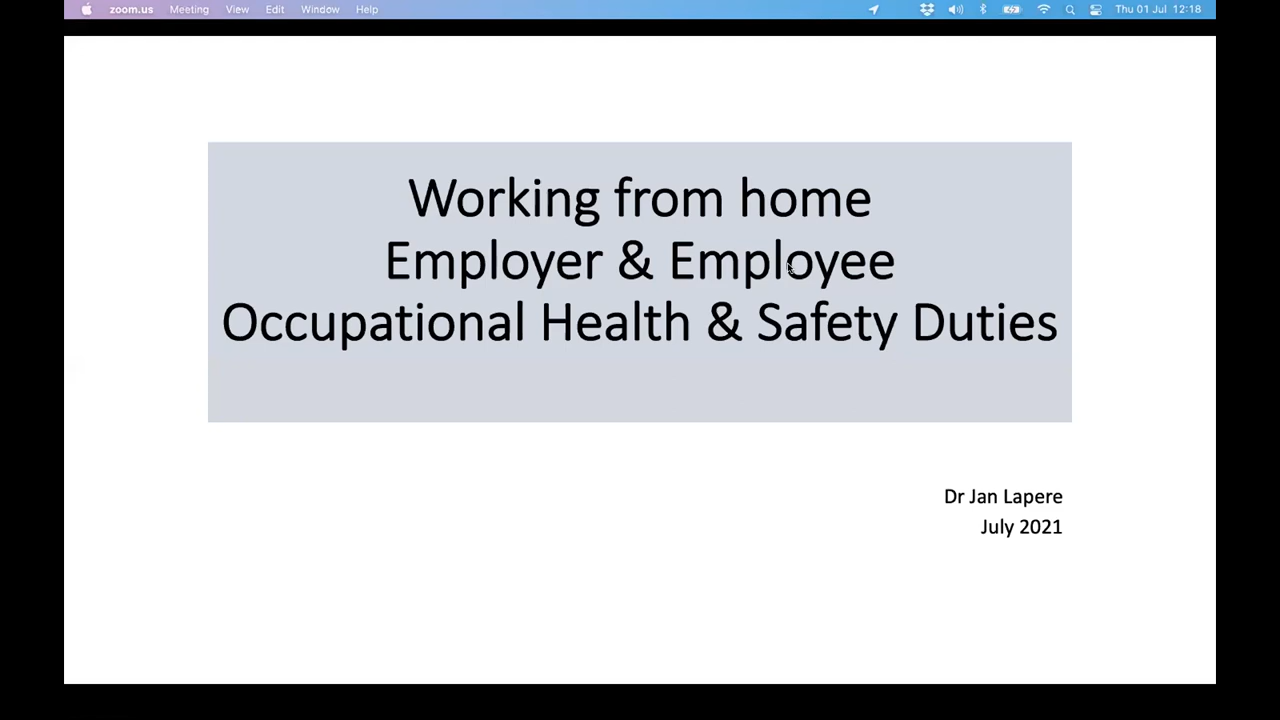 zoom.us Meeting View Edit Window Help Thu 01 Jul 12:18
Working from home
Employer & Employee
Occupational Health & Safety Duties
Dr Jan Lapere
July 2021